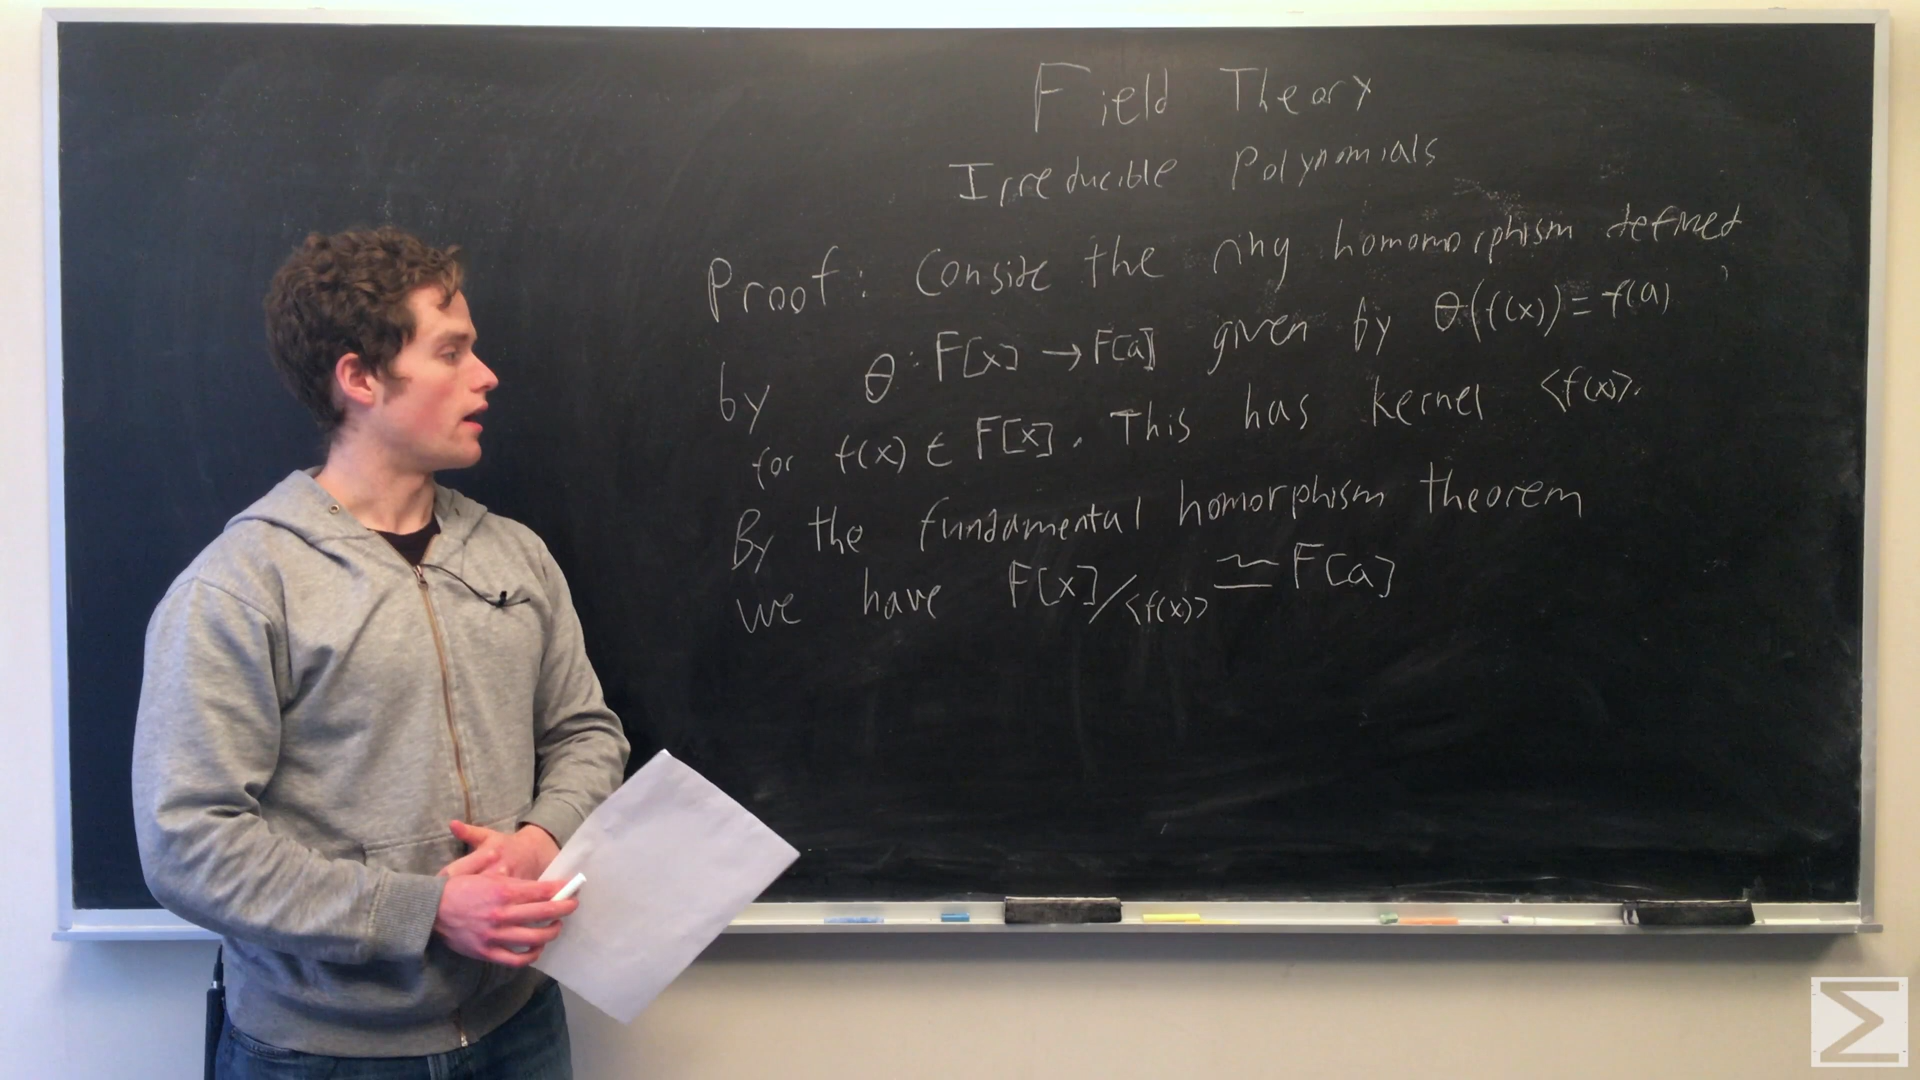 Field Theory
Irreducible Polynomials
Proof: Conside the ring homomorphism defined
by θ: F[x] → F[a] given by θ(f(x)) = f(a)
for f(x) ∈ F[x]. This has kernel <f(x)>.
By the fundamental homorphism theorem
we have F[x]/<f(x)> ≅ F[a]
Σ